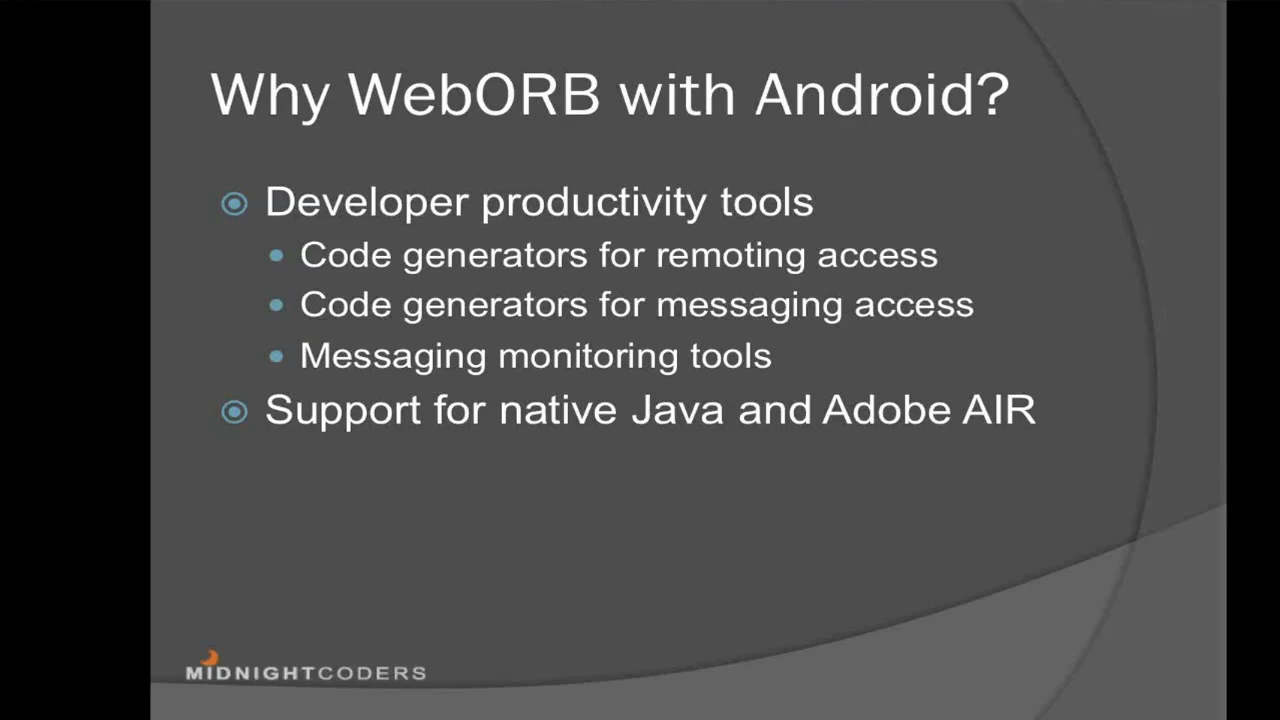 Why WebORB with Android?
Developer productivity tools
Code generators for remoting access
Code generators for messaging access
Messaging monitoring tools
Support for native Java and Adobe AIR
MIDNIGHTCODERS